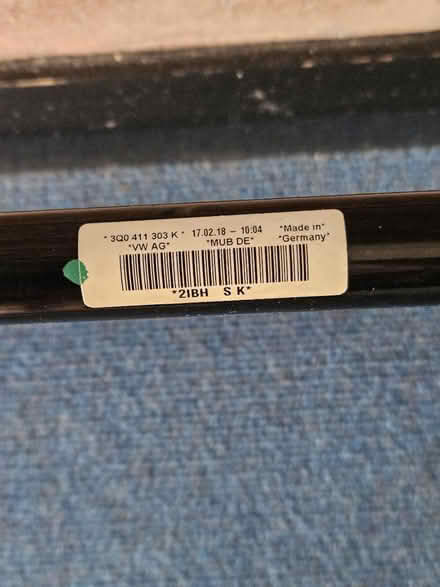 * 3Q0 411 303 K * 17.02.18 – 10:04 *Made in*
*VW AG* *MUB DE* *Germany*
*2IBH S K*